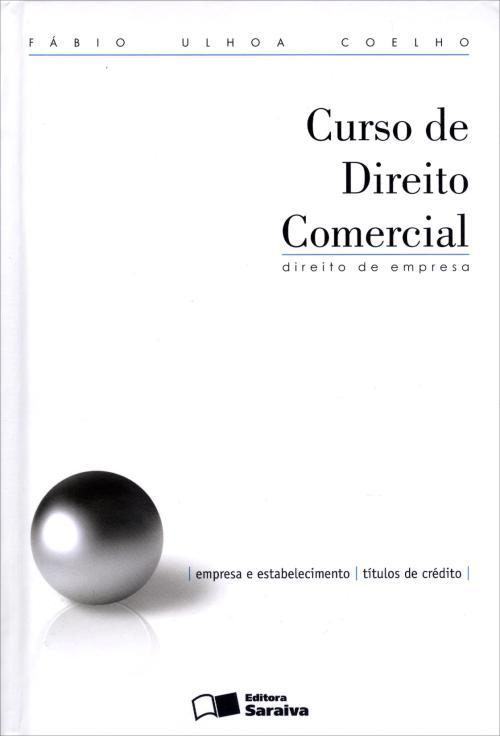 FÁBIO ULHOA COELHO
Curso de
Direito
Comercial
direito de empresa
| empresa e estabelecimento | títulos de crédito |
Editora
Saraiva